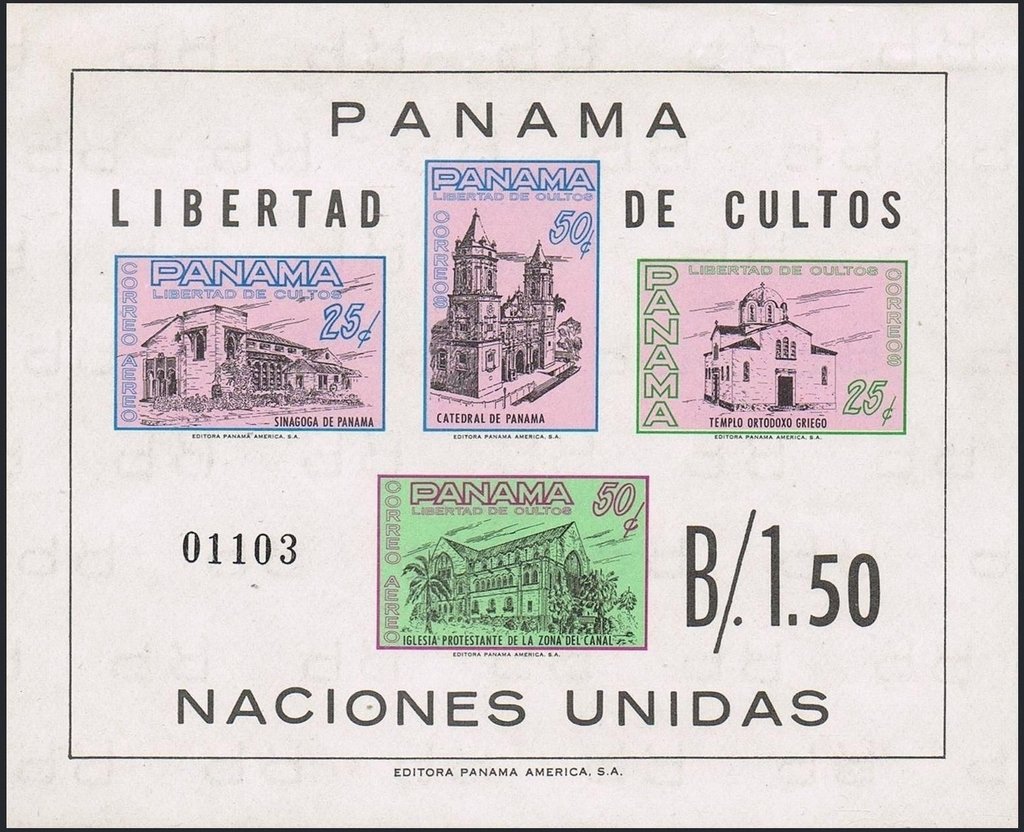 PANAMA
LIBERTAD DE CULTOS
PANAMA
LIBERTAD DE CULTOS
CORREOS
50¢
CATEDRAL DE PANAMA
EDITORA PANAMA AMERICA, S.A.
CORREO AEREO
PANAMA
LIBERTAD DE CULTOS
25¢
SINAGOGA DE PANAMA
EDITORA PANAMA AMERICA, S.A.
PANAMA
LIBERTAD DE CULTOS
CORREOS
25¢
TEMPLO ORTODOXO GRIEGO
EDITORA PANAMA AMERICA, S.A.
CORREO AEREO
PANAMA
LIBERTAD DE CULTOS
50¢
IGLESIA PROTESTANTE DE LA ZONA DEL CANAL
EDITORA PANAMA AMERICA, S.A.
01103
B/.1.50
NACIONES UNIDAS
EDITORA PANAMA AMERICA, S.A.